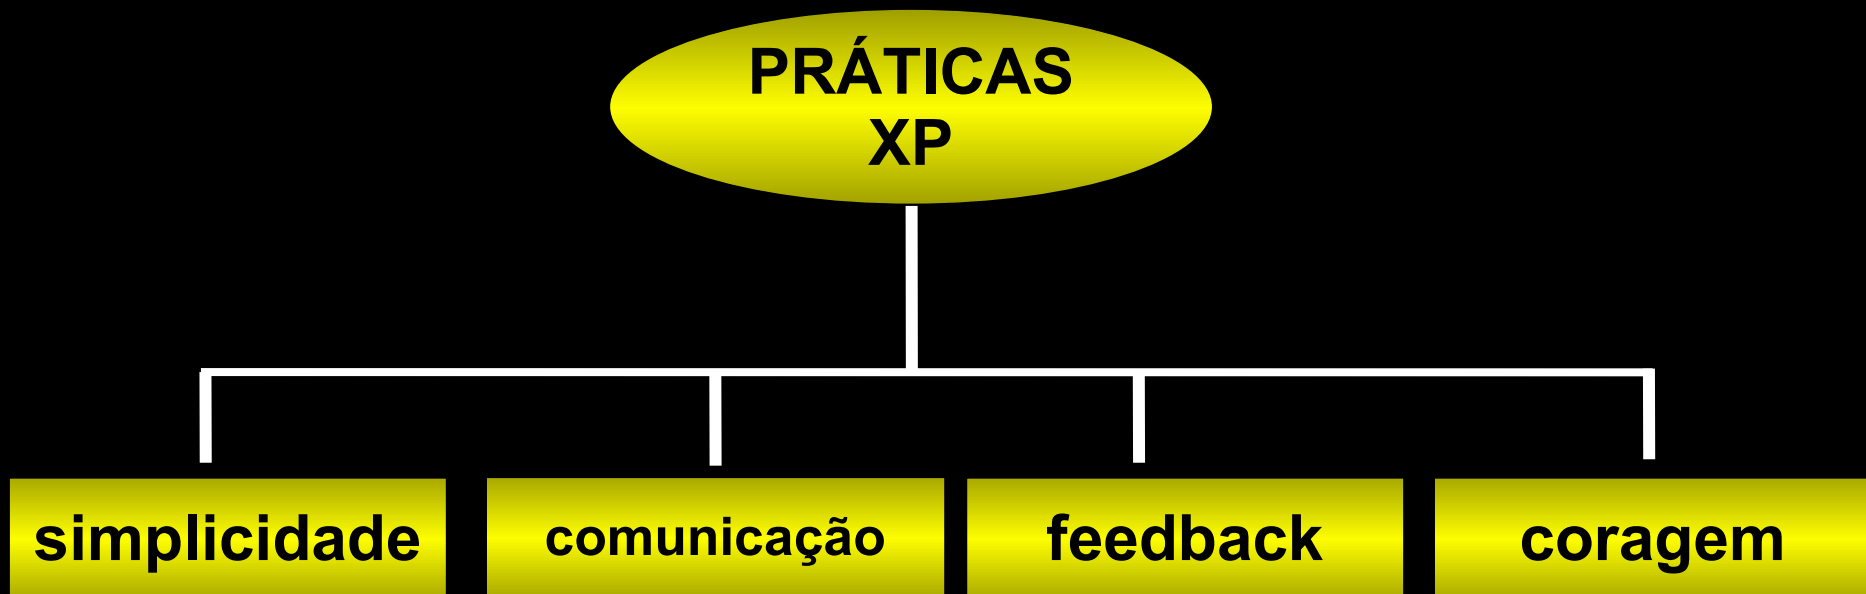 PRÁTICAS
XP
simplicidade
comunicação
feedback
coragem